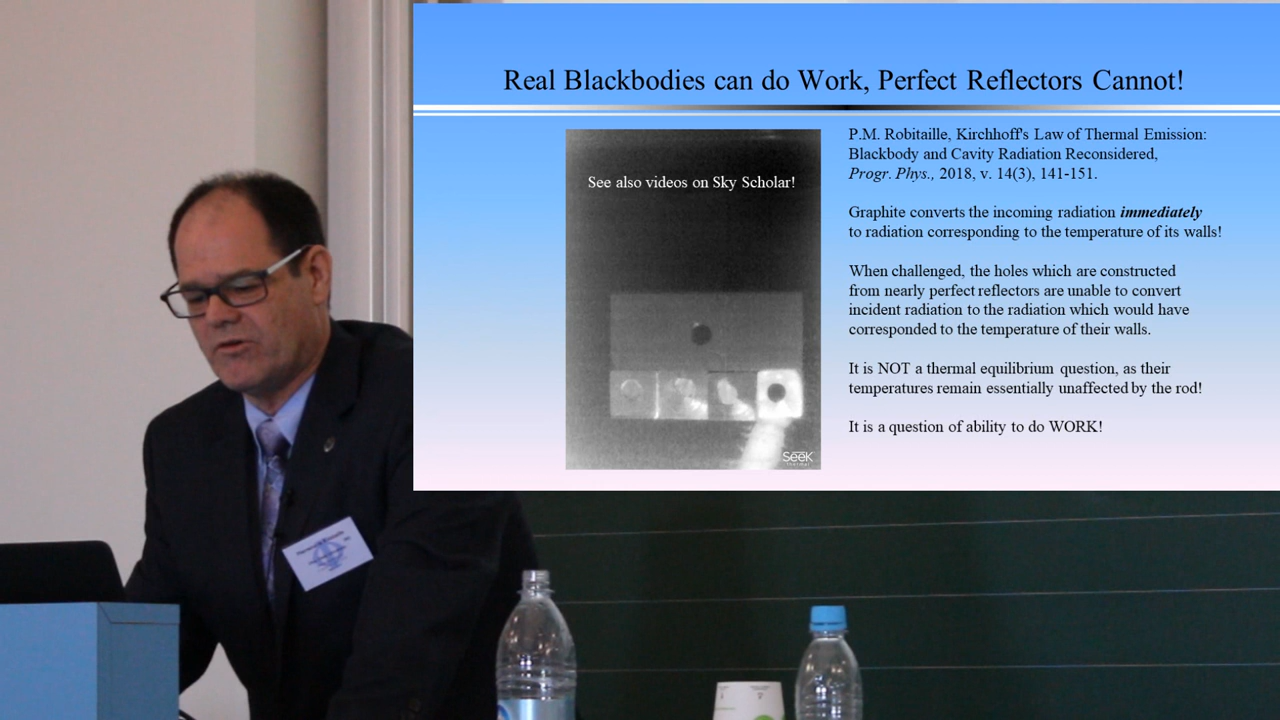 Real Blackbodies can do Work, Perfect Reflectors Cannot!
See also videos on Sky Scholar!
Seek
thermal
P.M. Robitaille, Kirchhoff's Law of Thermal Emission:
Blackbody and Cavity Radiation Reconsidered,
Progr. Phys., 2018, v. 14(3), 141-151.
Graphite converts the incoming radiation immediately
to radiation corresponding to the temperature of its walls!
When challenged, the holes which are constructed
from nearly perfect reflectors are unable to convert
incident radiation to the radiation which would have
corresponded to the temperature of their walls.
It is NOT a thermal equilibrium question, as their
temperatures remain essentially unaffected by the rod!
It is a question of ability to do WORK!